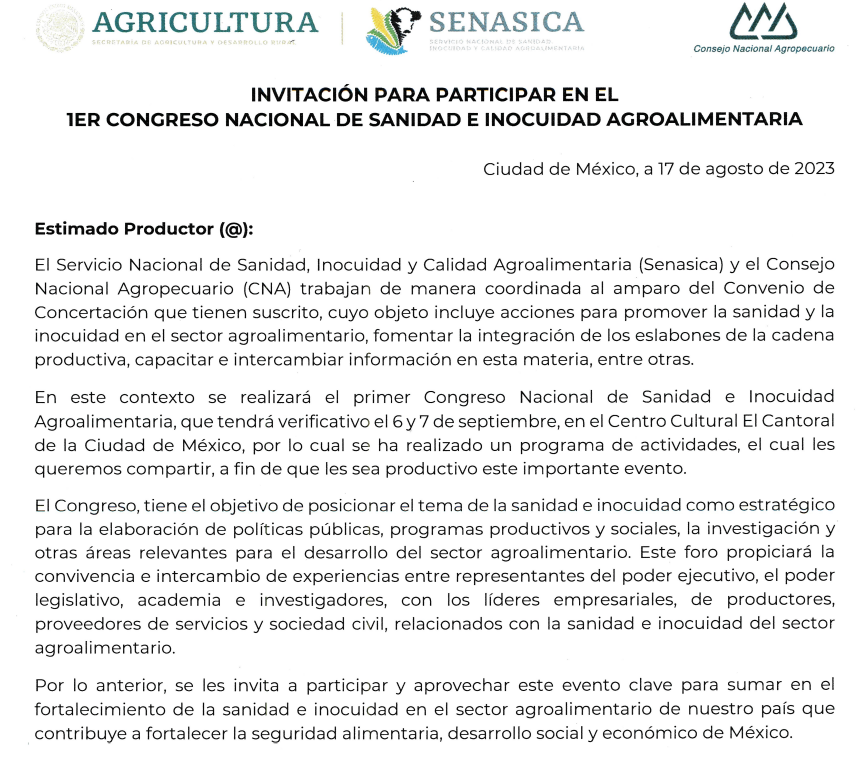 AGRICULTURA
SECRETARÍA DE AGRICULTURA Y DESARROLLO RURAL
SENASICA
SERVICIO NACIONAL DE SANIDAD,
INOCUIDAD Y CALIDAD AGROALIMENTARIA
Consejo Nacional Agropecuario
INVITACIÓN PARA PARTICIPAR EN EL
1ER CONGRESO NACIONAL DE SANIDAD E INOCUIDAD AGROALIMENTARIA
Ciudad de México, a 17 de agosto de 2023
Estimado Productor (@):
El Servicio Nacional de Sanidad, Inocuidad y Calidad Agroalimentaria (Senasica) y el Consejo
Nacional Agropecuario (CNA) trabajan de manera coordinada al amparo del Convenio de
Concertación que tienen suscrito, cuyo objeto incluye acciones para promover la sanidad y la
inocuidad en el sector agroalimentario, fomentar la integración de los eslabones de la cadena
productiva, capacitar e intercambiar información en esta materia, entre otras.
En este contexto se realizará el primer Congreso Nacional de Sanidad e Inocuidad
Agroalimentaria, que tendrá verificativo el 6 y 7 de septiembre, en el Centro Cultural El Cantoral
de la Ciudad de México, por lo cual se ha realizado un programa de actividades, el cual les
queremos compartir, a fin de que les sea productivo este importante evento.
El Congreso, tiene el objetivo de posicionar el tema de la sanidad e inocuidad como estratégico
para la elaboración de políticas públicas, programas productivos y sociales, la investigación y
otras áreas relevantes para el desarrollo del sector agroalimentario. Este foro propiciará la
convivencia e intercambio de experiencias entre representantes del poder ejecutivo, el poder
legislativo, academia e investigadores, con los líderes empresariales, de productores,
proveedores de servicios y sociedad civil, relacionados con la sanidad e inocuidad del sector
agroalimentario.
Por lo anterior, se les invita a participar y aprovechar este evento clave para sumar en el
fortalecimiento de la sanidad e inocuidad en el sector agroalimentario de nuestro país que
contribuye a fortalecer la seguridad alimentaria, desarrollo social y económico de México.